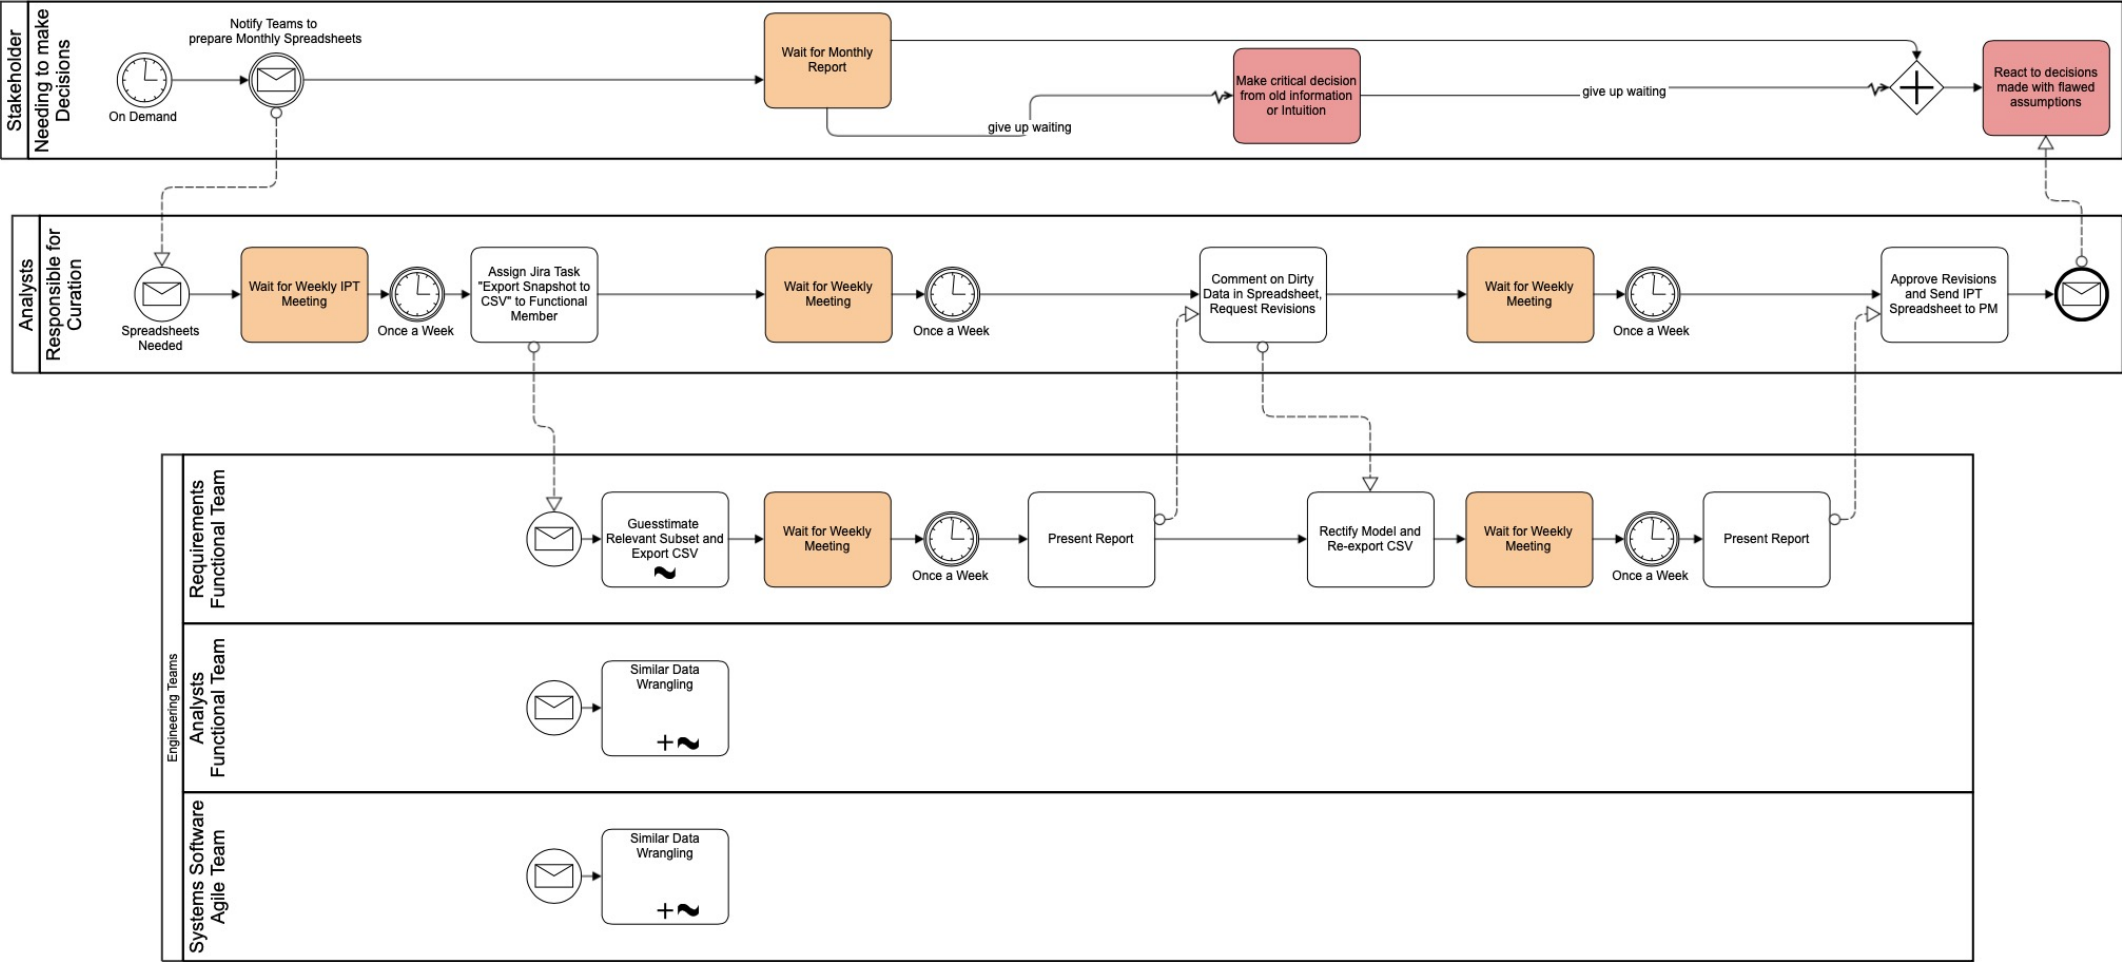 Stakeholder
Needing to make
Decisions
Notify Teams to
prepare Monthly Spreadsheets
On Demand
Wait for Monthly
Report
give up waiting
Make critical decision
from old information
or Intuition
give up waiting
React to decisions
made with flawed
assumptions
Analysts
Responsible for
Curation
Spreadsheets
Needed
Wait for Weekly IPT
Meeting
Once a Week
Assign Jira Task
"Export Snapshot to
CSV" to Functional
Member
Wait for Weekly
Meeting
Once a Week
Comment on Dirty
Data in Spreadsheet,
Request Revisions
Wait for Weekly
Meeting
Once a Week
Approve Revisions
and Send IPT
Spreadsheet to PM
Engineering Teams
Requirements
Functional Team
Guesstimate
Relevant Subset and
Export CSV
Wait for Weekly
Meeting
Once a Week
Present Report
Rectify Model and
Re-export CSV
Wait for Weekly
Meeting
Once a Week
Present Report
Analysts
Functional Team
Similar Data
Wrangling
Systems Software
Agile Team
Similar Data
Wrangling